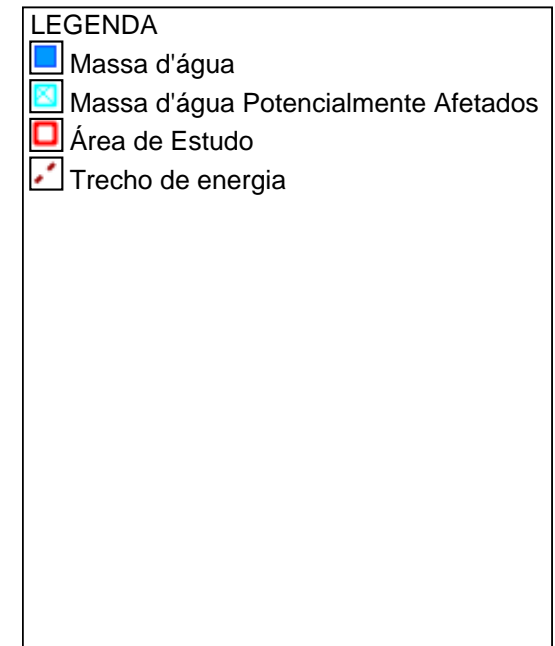 LEGENDA
Massa d'água
Massa d'água Potencialmente Afetados
Área de Estudo
Trecho de energia